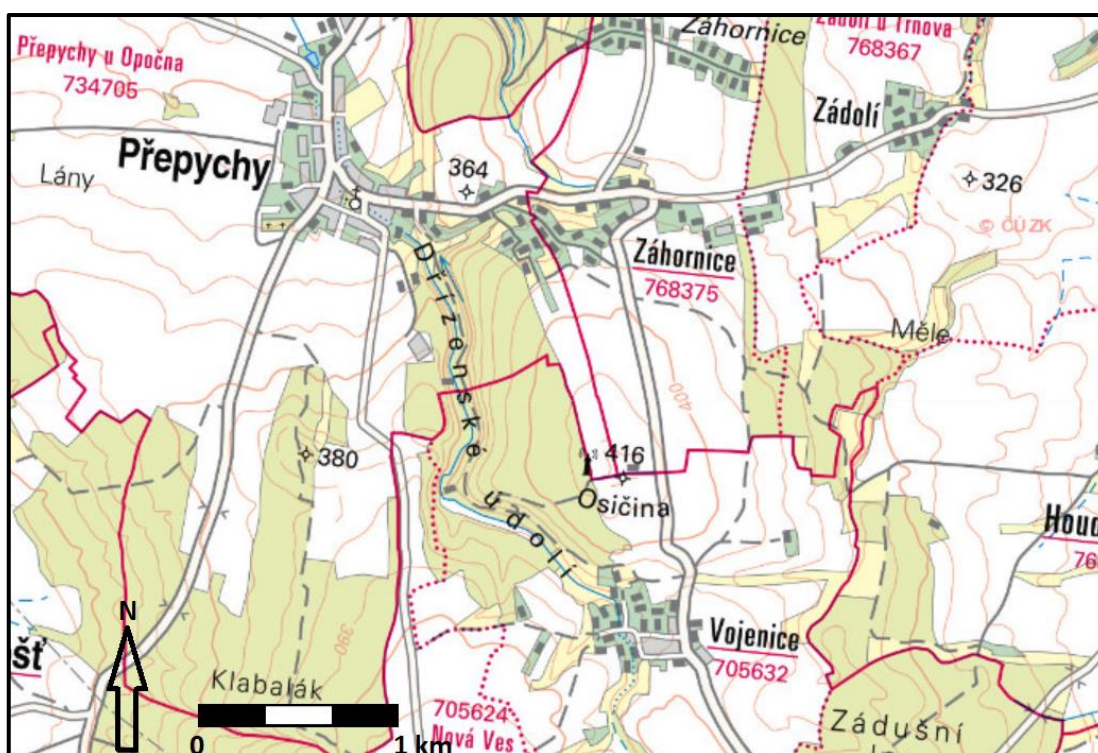 Přepychy u Opočna
734705
Záhornice
Zádolí u Trnova
768367
Zádolí
Přepychy
Lány
364
326
© ČÚZK
Záhornice
768375
Dřízenské
údolí
Měle
380
416
Osičina
400
390
Houd
76
Vojenice
705632
šť
N
Klabalák
705624
Nová Ves
Zádušní
0
1 km